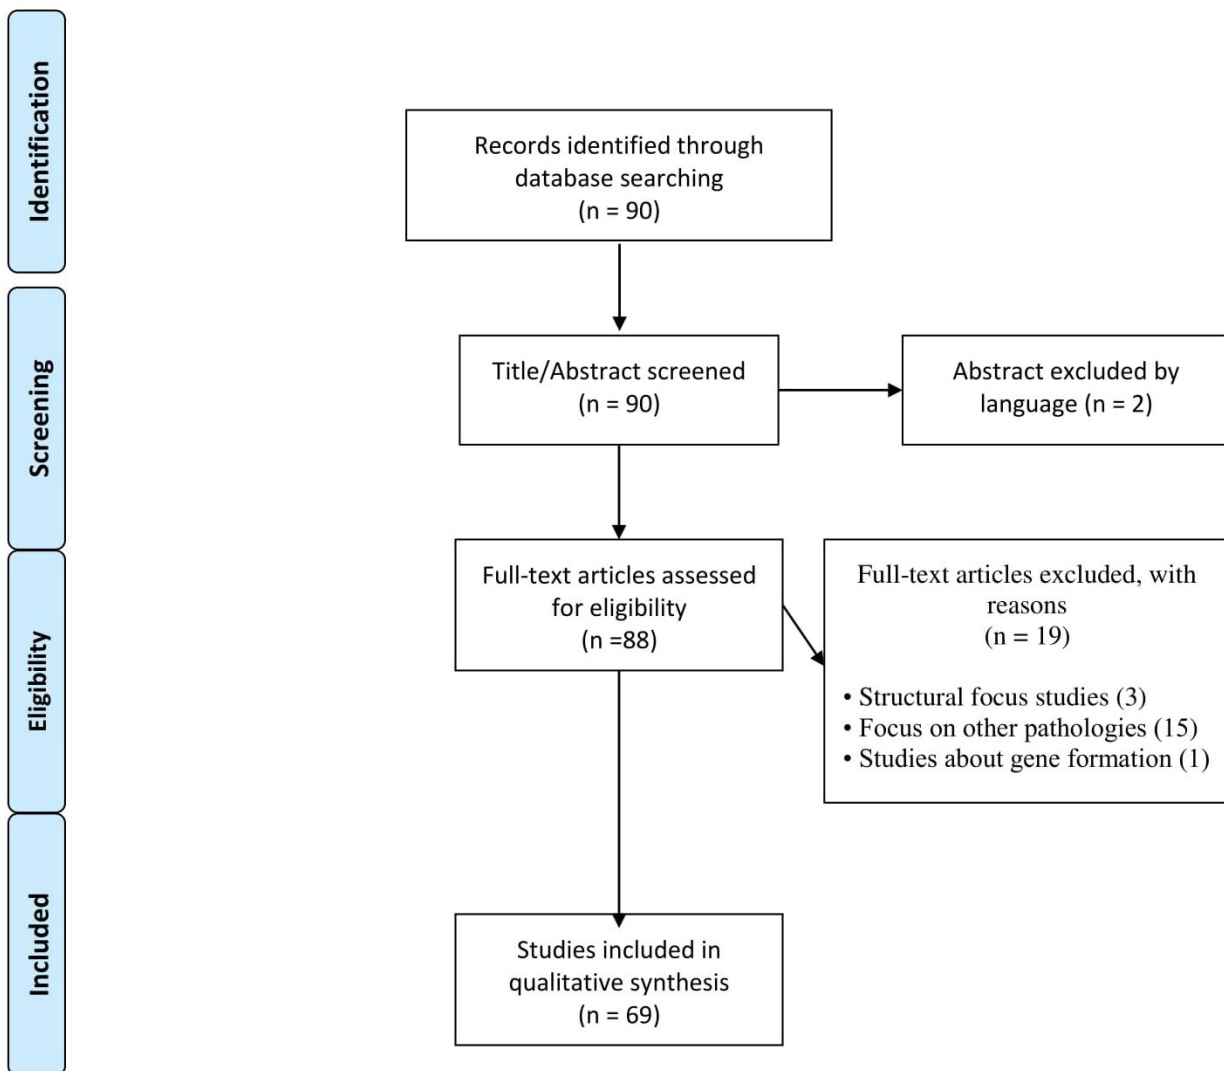 Identification
Records identified through
database searching
(n = 90)
Screening
Title/Abstract screened
(n = 90)
Abstract excluded by
language (n = 2)
Eligibility
Full-text articles assessed
for eligibility
(n =88)
Full-text articles excluded, with
reasons
(n = 19)
• Structural focus studies (3)
• Focus on other pathologies (15)
• Studies about gene formation (1)
Included
Studies included in
qualitative synthesis
(n = 69)